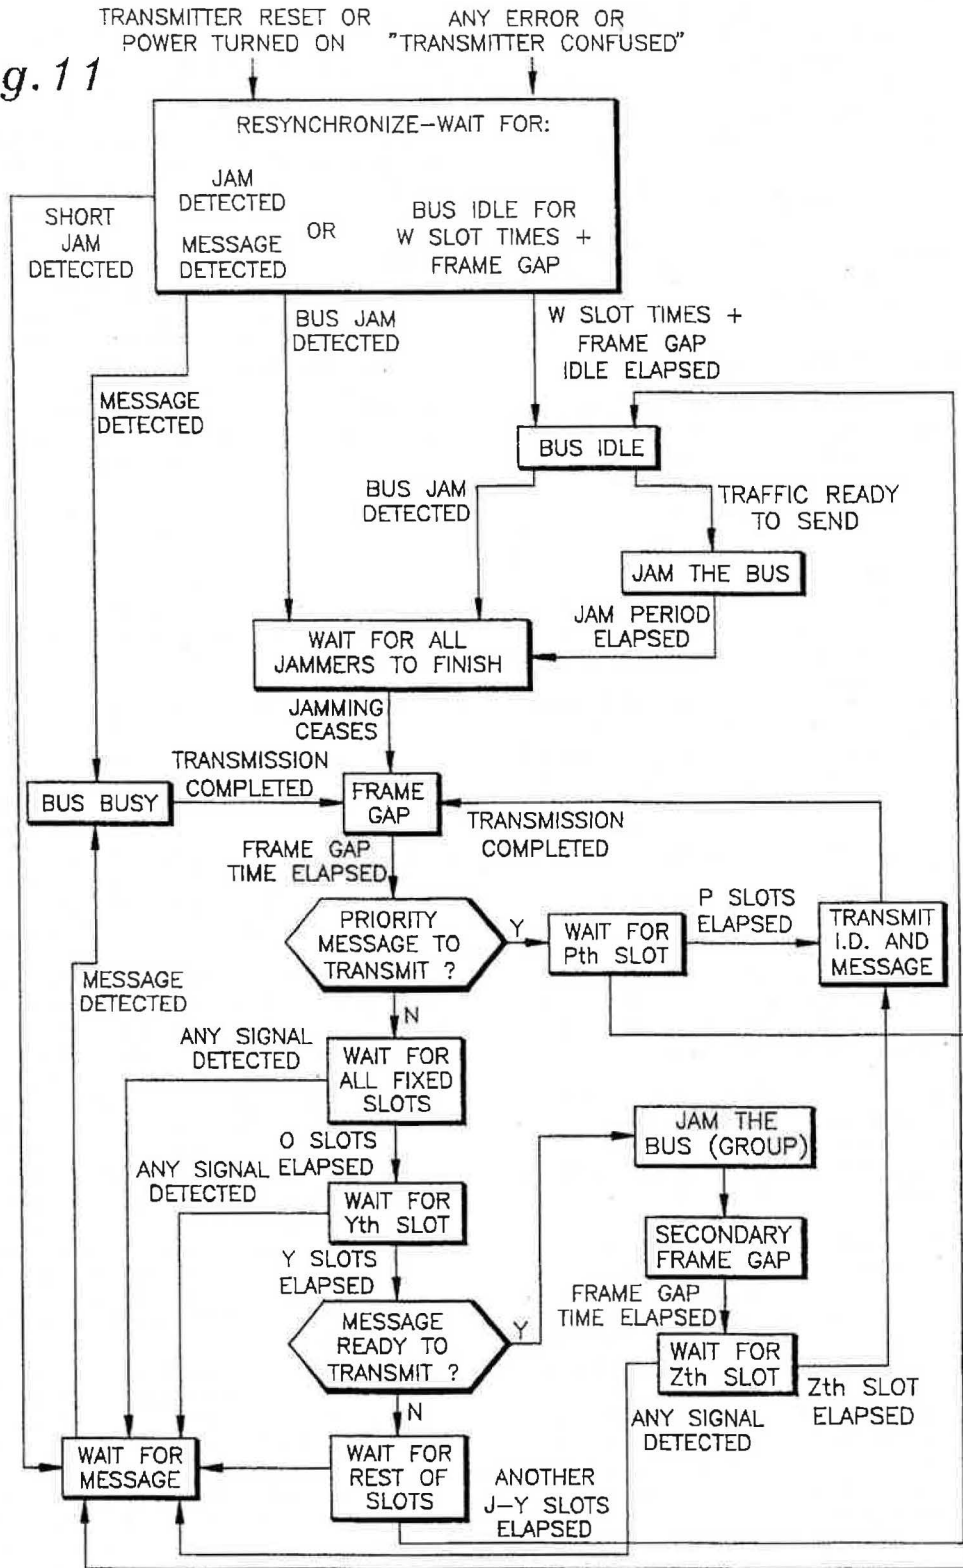 TRANSMITTER RESET OR
POWER TURNED ON
ANY ERROR OR
"TRANSMITTER CONFUSED"
g.11
RESYNCHRONIZE-WAIT FOR:
JAM
DETECTED
OR
MESSAGE
DETECTED
BUS IDLE FOR
W SLOT TIMES +
FRAME GAP
SHORT
JAM
DETECTED
BUS JAM
DETECTED
W SLOT TIMES +
FRAME GAP
IDLE ELAPSED
MESSAGE
DETECTED
BUS IDLE
BUS JAM
DETECTED
TRAFFIC READY
TO SEND
JAM THE BUS
JAM PERIOD
ELAPSED
WAIT FOR ALL
JAMMERS TO FINISH
JAMMING
CEASES
TRANSMISSION
COMPLETED
BUS BUSY
FRAME
GAP
TRANSMISSION
COMPLETED
FRAME GAP
TIME ELAPSED
PRIORITY
MESSAGE TO
TRANSMIT ?
Y
WAIT FOR
Pth SLOT
P SLOTS
ELAPSED
TRANSMIT
I.D. AND
MESSAGE
MESSAGE
DETECTED
N
ANY SIGNAL
DETECTED
WAIT FOR
ALL FIXED
SLOTS
O SLOTS
ELAPSED
JAM THE
BUS (GROUP)
ANY SIGNAL
DETECTED
WAIT FOR
Yth SLOT
SECONDARY
FRAME GAP
Y SLOTS
ELAPSED
FRAME GAP
TIME ELAPSED
MESSAGE
READY TO
TRANSMIT ?
Y
WAIT FOR
Zth SLOT
Zth SLOT
ELAPSED
N
ANY SIGNAL
DETECTED
WAIT FOR
MESSAGE
WAIT FOR
REST OF
SLOTS
ANOTHER
J-Y SLOTS
ELAPSED